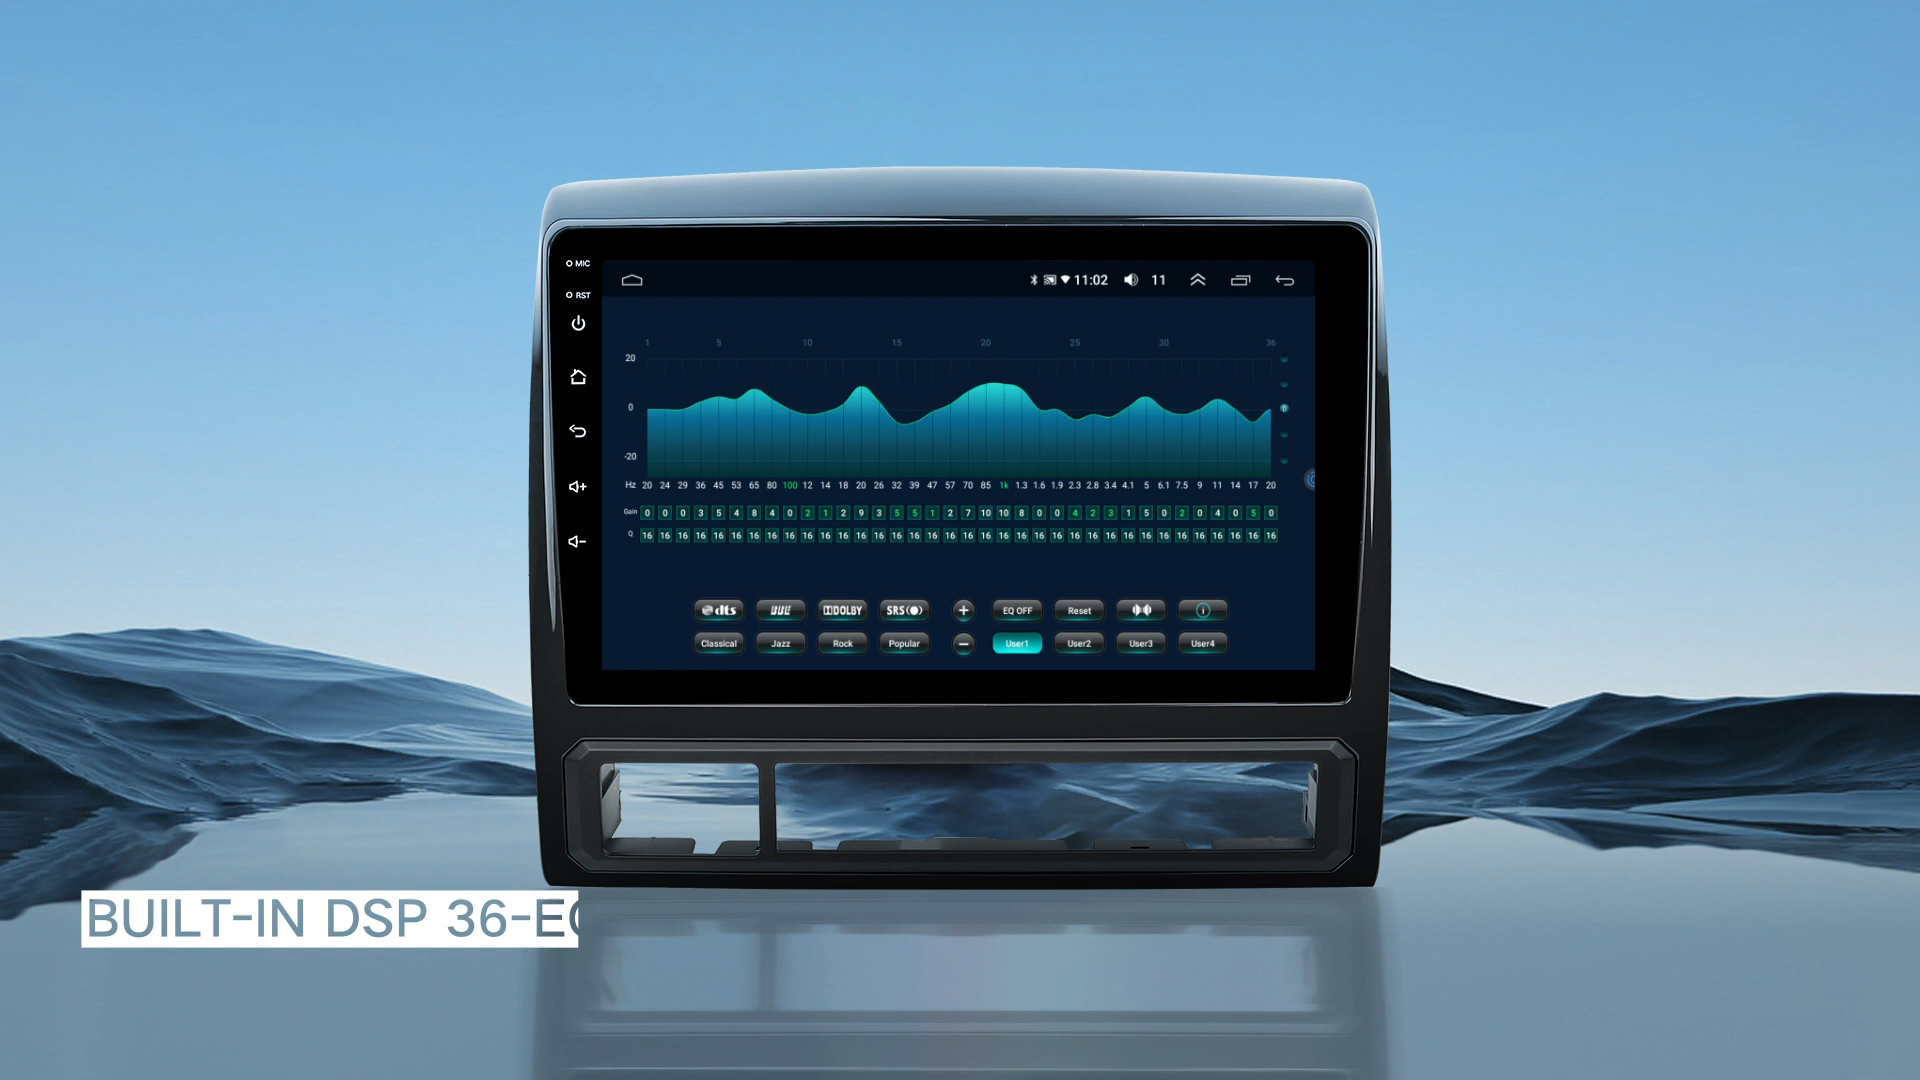 MIC
RST
11:02 11
1 5 10 15 20 25 30 36
20
0
-20
Hz 20 24 29 36 45 53 65 80 100 12 14 18 20 26 32 39 47 57 70 85 1k 1.3 1.6 1.9 2.3 2.8 3.4 4.1 5 6.1 7.5 9 11 14 17 20
Gain 0 0 0 3 5 4 8 4 0 2 1 2 9 3 5 5 1 2 7 10 10 8 0 0 4 2 3 1 5 0 2 0 4 0 5 0
Q 16 16 16 16 16 16 16 16 16 16 16 16 16 16 16 16 16 16 16 16 16 16 16 16 16 16 16 16 16 16 16 16 16 16 16 16
dts BBE DOLBY SRS + EQ OFF Reset
Classical Jazz Rock Popular − User1 User2 User3 User4
BUILT-IN DSP 36-E